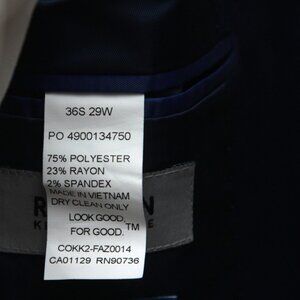 36S 29W
PO 4900134750
75% POLYESTER
23% RAYON
2% SPANDEX
MADE IN VIETNAM
DRY CLEAN ONLY
LOOK GOOD,
FOR GOOD.™
COKK2-FAZ0014
CA01129 RN90736